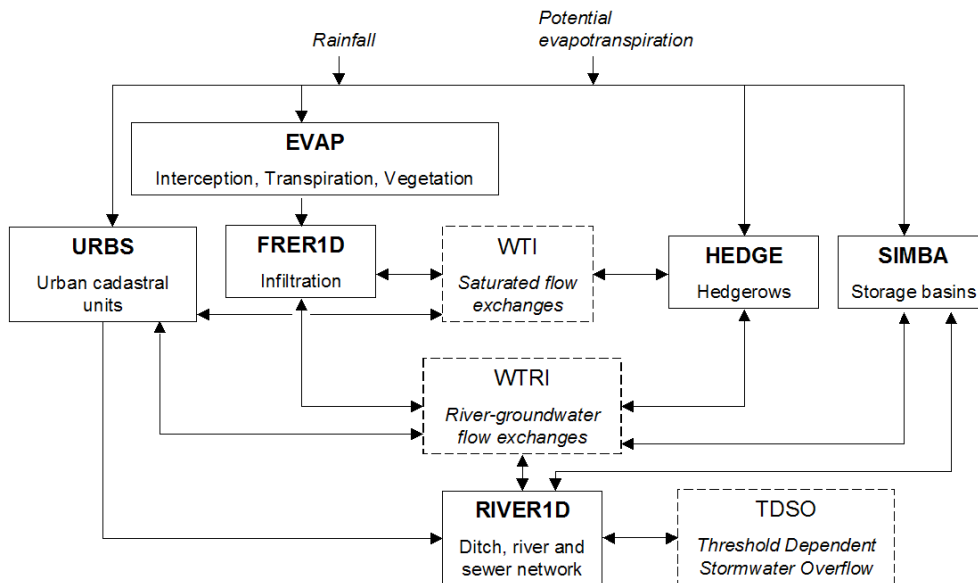 Rainfall
Potential
evapotranspiration
EVAP
Interception, Transpiration, Vegetation
URBS
Urban cadastral
units
FRER1D
Infiltration
WTI
Saturated flow
exchanges
HEDGE
Hedgerows
SIMBA
Storage basins
WTRI
River-groundwater
flow exchanges
RIVER1D
Ditch, river and
sewer network
TDSO
Threshold Dependent
Stormwater Overflow